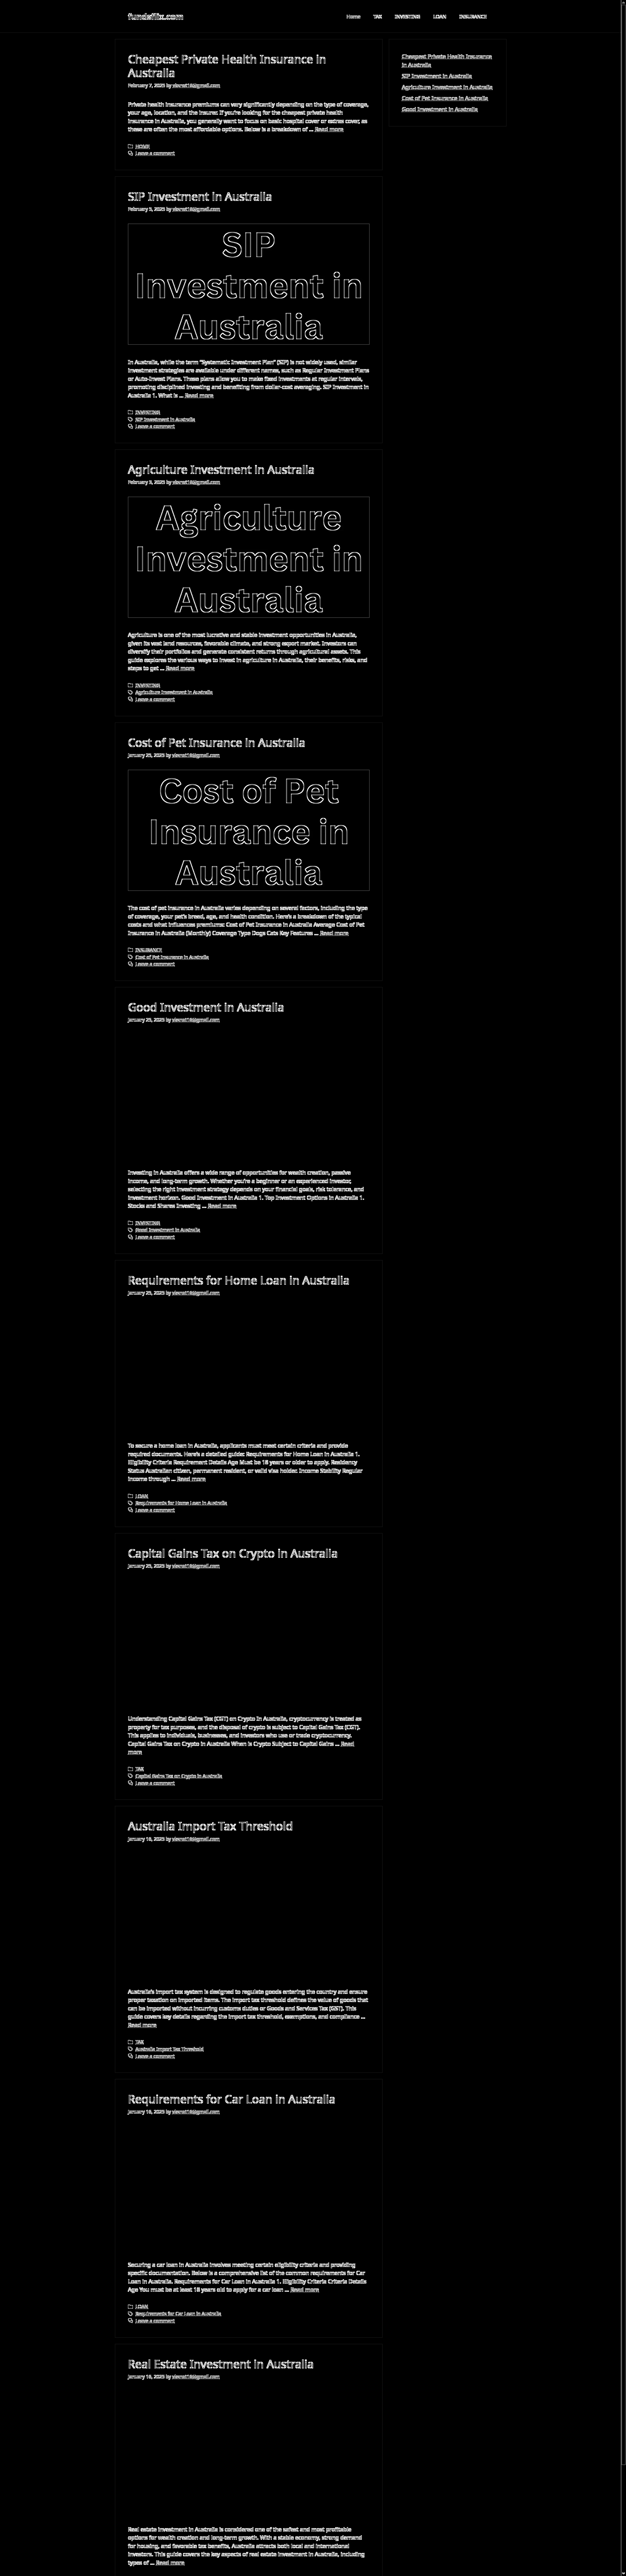 Home TAX INVESTING LOAN INSURANCE
Cheapest Private Health Insurance in
Australia
February 7, 2025 by
Private health insurance premiums can vary significantly depending on the type of coverage,
your age, location, and the insurer. If you're looking for the cheapest private health
insurance in Australia, you generally want to focus on basic hospital cover or extras cover, as
these are often the most affordable options. Below is a breakdown of ... Read more
HOME
Leave a comment
Cheapest Private Health Insurance
in Australia
SIP Investment in Australia
Agriculture Investment in Australia
Cost of Pet Insurance in Australia
Good Investment in Australia
SIP Investment in Australia
February 5, 2025 by
SIP
Investment in
Australia
In Australia, while the term "Systematic Investment Plan" (SIP) is not widely used, similar
investment strategies are available under different names, such as Regular Investment Plans
or Auto-Invest Plans. These plans allow you to make fixed investments at regular intervals,
promoting disciplined investing and benefiting from dollar-cost averaging. SIP Investment in
Australia 1. What is ... Read more
INVESTING
SIP Investment in Australia
Leave a comment
Agriculture Investment in Australia
February 5, 2025 by
Agriculture
Investment in
Australia
Agriculture is one of the most lucrative and stable investment opportunities in Australia,
given its vast land resources, favorable climate, and strong export market. Investors can
diversify their portfolios and generate consistent returns through agricultural assets. This
guide explores the various ways to invest in agriculture in Australia, their benefits, risks, and
steps to get ... Read more
INVESTING
Agriculture Investment in Australia
Leave a comment
Cost of Pet Insurance in Australia
January 25, 2025 by
Cost of Pet
Insurance in
Australia
The cost of pet insurance in Australia varies depending on several factors, including the type
of coverage, your pet's breed, age, and health condition. Here's a breakdown of the typical
costs and what influences premiums: Cost of Pet Insurance in Australia Average Cost of Pet
Insurance in Australia (Monthly) Coverage Type Dogs Cats Key Features ... Read more
INSURANCE
Cost of Pet Insurance in Australia
Leave a comment
Good Investment in Australia
January 25, 2025 by
Investing in Australia offers a wide range of opportunities for wealth creation, passive
income, and long-term growth. Whether you're a beginner or an experienced investor,
selecting the right investment strategy depends on your financial goals, risk tolerance, and
investment horizon. Good Investment in Australia 1. Top Investment Options in Australia 1.
Stocks and Shares Investing ... Read more
INVESTING
Good Investment in Australia
Leave a comment
Requirements for Home Loan in Australia
January 25, 2025 by
To secure a home loan in Australia, applicants must meet certain criteria and provide
required documents. Here's a detailed guide: Requirements for Home Loan in Australia 1.
Eligibility Criteria Requirement Details Age Must be 18 years or older to apply. Residency
Status Australian citizen, permanent resident, or valid visa holder. Income Stability Regular
income through ... Read more
LOAN
Requirements for Home Loan in Australia
Leave a comment
Capital Gains Tax on Crypto in Australia
January 25, 2025 by
Understanding Capital Gains Tax (CGT) on Crypto In Australia, cryptocurrency is treated as
property for tax purposes, and the disposal of crypto is subject to Capital Gains Tax (CGT).
This applies to individuals, businesses, and investors who use or trade cryptocurrency.
Capital Gains Tax on Crypto in Australia When is Crypto Subject to Capital Gains ... Read
more
TAX
Capital Gains Tax on Crypto in Australia
Leave a comment
Australia Import Tax Threshold
January 18, 2025 by
Australia's import tax system is designed to regulate goods entering the country and ensure
proper taxation on imported items. The import tax threshold defines the value of goods that
can be imported without incurring customs duties or Goods and Services Tax (GST). This
guide covers key details regarding the import tax threshold, exemptions, and compliance ...
Read more
TAX
Australia Import Tax Threshold
Leave a comment
Requirements for Car Loan in Australia
January 18, 2025 by
Securing a car loan in Australia involves meeting certain eligibility criteria and providing
specific documentation. Below is a comprehensive list of the common requirements for Car
Loan in Australia. Requirements for Car Loan in Australia 1. Eligibility Criteria Criteria Details
Age You must be at least 18 years old to apply for a car loan ... Read more
LOAN
Requirements for Car Loan in Australia
Leave a comment
Real Estate Investment in Australia
January 16, 2025 by
Real estate investment in Australia is considered one of the safest and most profitable
options for wealth creation and long-term growth. With a stable economy, strong demand
for housing, and favorable tax benefits, Australia attracts both local and international
investors. This guide covers the key aspects of real estate investment in Australia, including
types of ... Read more